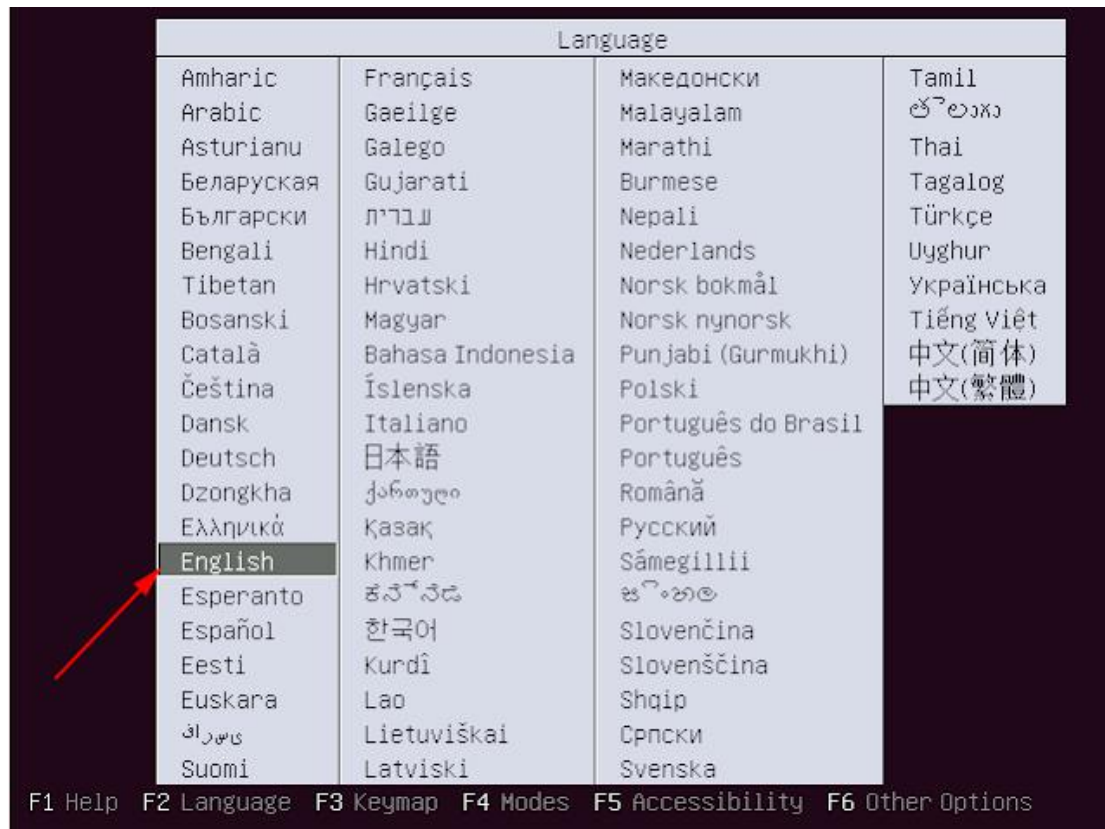 Language
Amharic
Arabic
Asturianu
Беларуская
Български
Bengali
Tibetan
Bosanski
Català
Čeština
Dansk
Deutsch
Dzongkha
Ελληνικά
English
Esperanto
Español
Eesti
Euskara
فارسی
Suomi
Français
Gaeilge
Galego
Gujarati
עברית
Hindi
Hrvatski
Magyar
Bahasa Indonesia
Íslenska
Italiano
日本語
ქართული
Қазақ
Khmer
ಕನ್ನಡ
한국어
Kurdî
Lao
Lietuviškai
Latviski
Македонски
Malayalam
Marathi
Burmese
Nepali
Nederlands
Norsk bokmål
Norsk nynorsk
Punjabi (Gurmukhi)
Polski
Português do Brasil
Português
Română
Русский
Sámegillii
සිංහල
Slovenčina
Slovenščina
Shqip
Српски
Svenska
Tamil
తెలుగు
Thai
Tagalog
Türkçe
Uyghur
Українська
Tiếng Việt
中文(简体)
中文(繁體)
F1 Help F2 Language F3 Keymap F4 Modes F5 Accessibility F6 Other Options